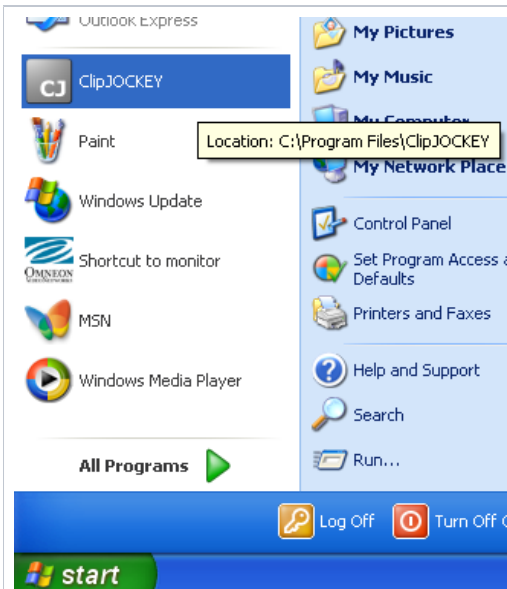 Outlook Express
CJ
ClipJOCKEY
Paint
Windows Update
OMNEON
Shortcut to monitor
MSN
Windows Media Player
All Programs
My Pictures
My Music
My Computer
Location: C:\Program Files\ClipJOCKEY
My Network Place
Control Panel
Set Program Access a
Defaults
Printers and Faxes
Help and Support
Search
Run...
Log Off
Turn Off C
start